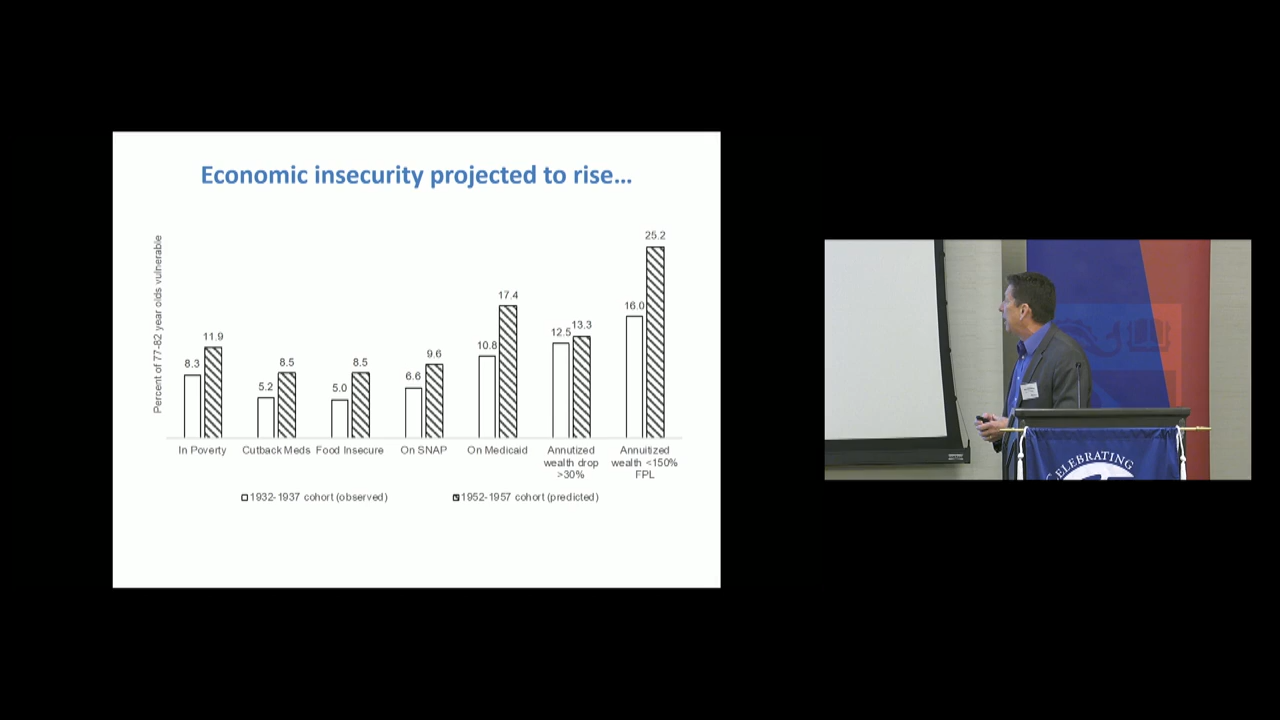 Economic insecurity projected to rise…
Percent of 77-82 year olds vulnerable
8.3
11.9
5.2
8.5
5.0
8.5
6.6
9.6
10.8
17.4
12.5
13.3
16.0
25.2
In Poverty
Cutback Meds
Food Insecure
On SNAP
On Medicaid
Annutized
wealth drop
>30%
Annuitized
wealth <150%
FPL
1932-1937 cohort (observed)
1952-1957 cohort (predicted)
CELEBRATING